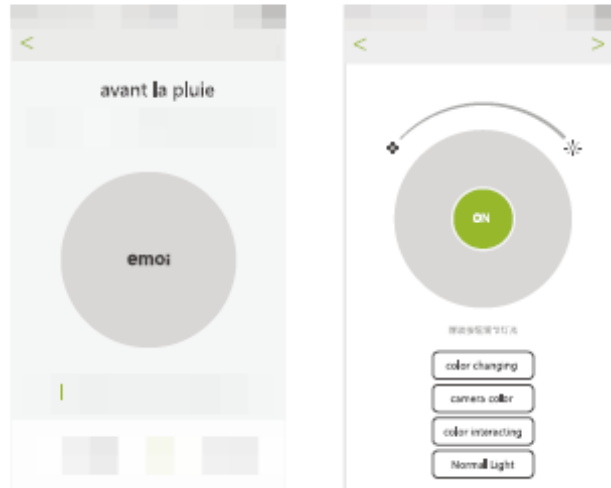 <
avant la pluie
emoi
<
>
ON
color changing
camera color
color interacting
Normal Light